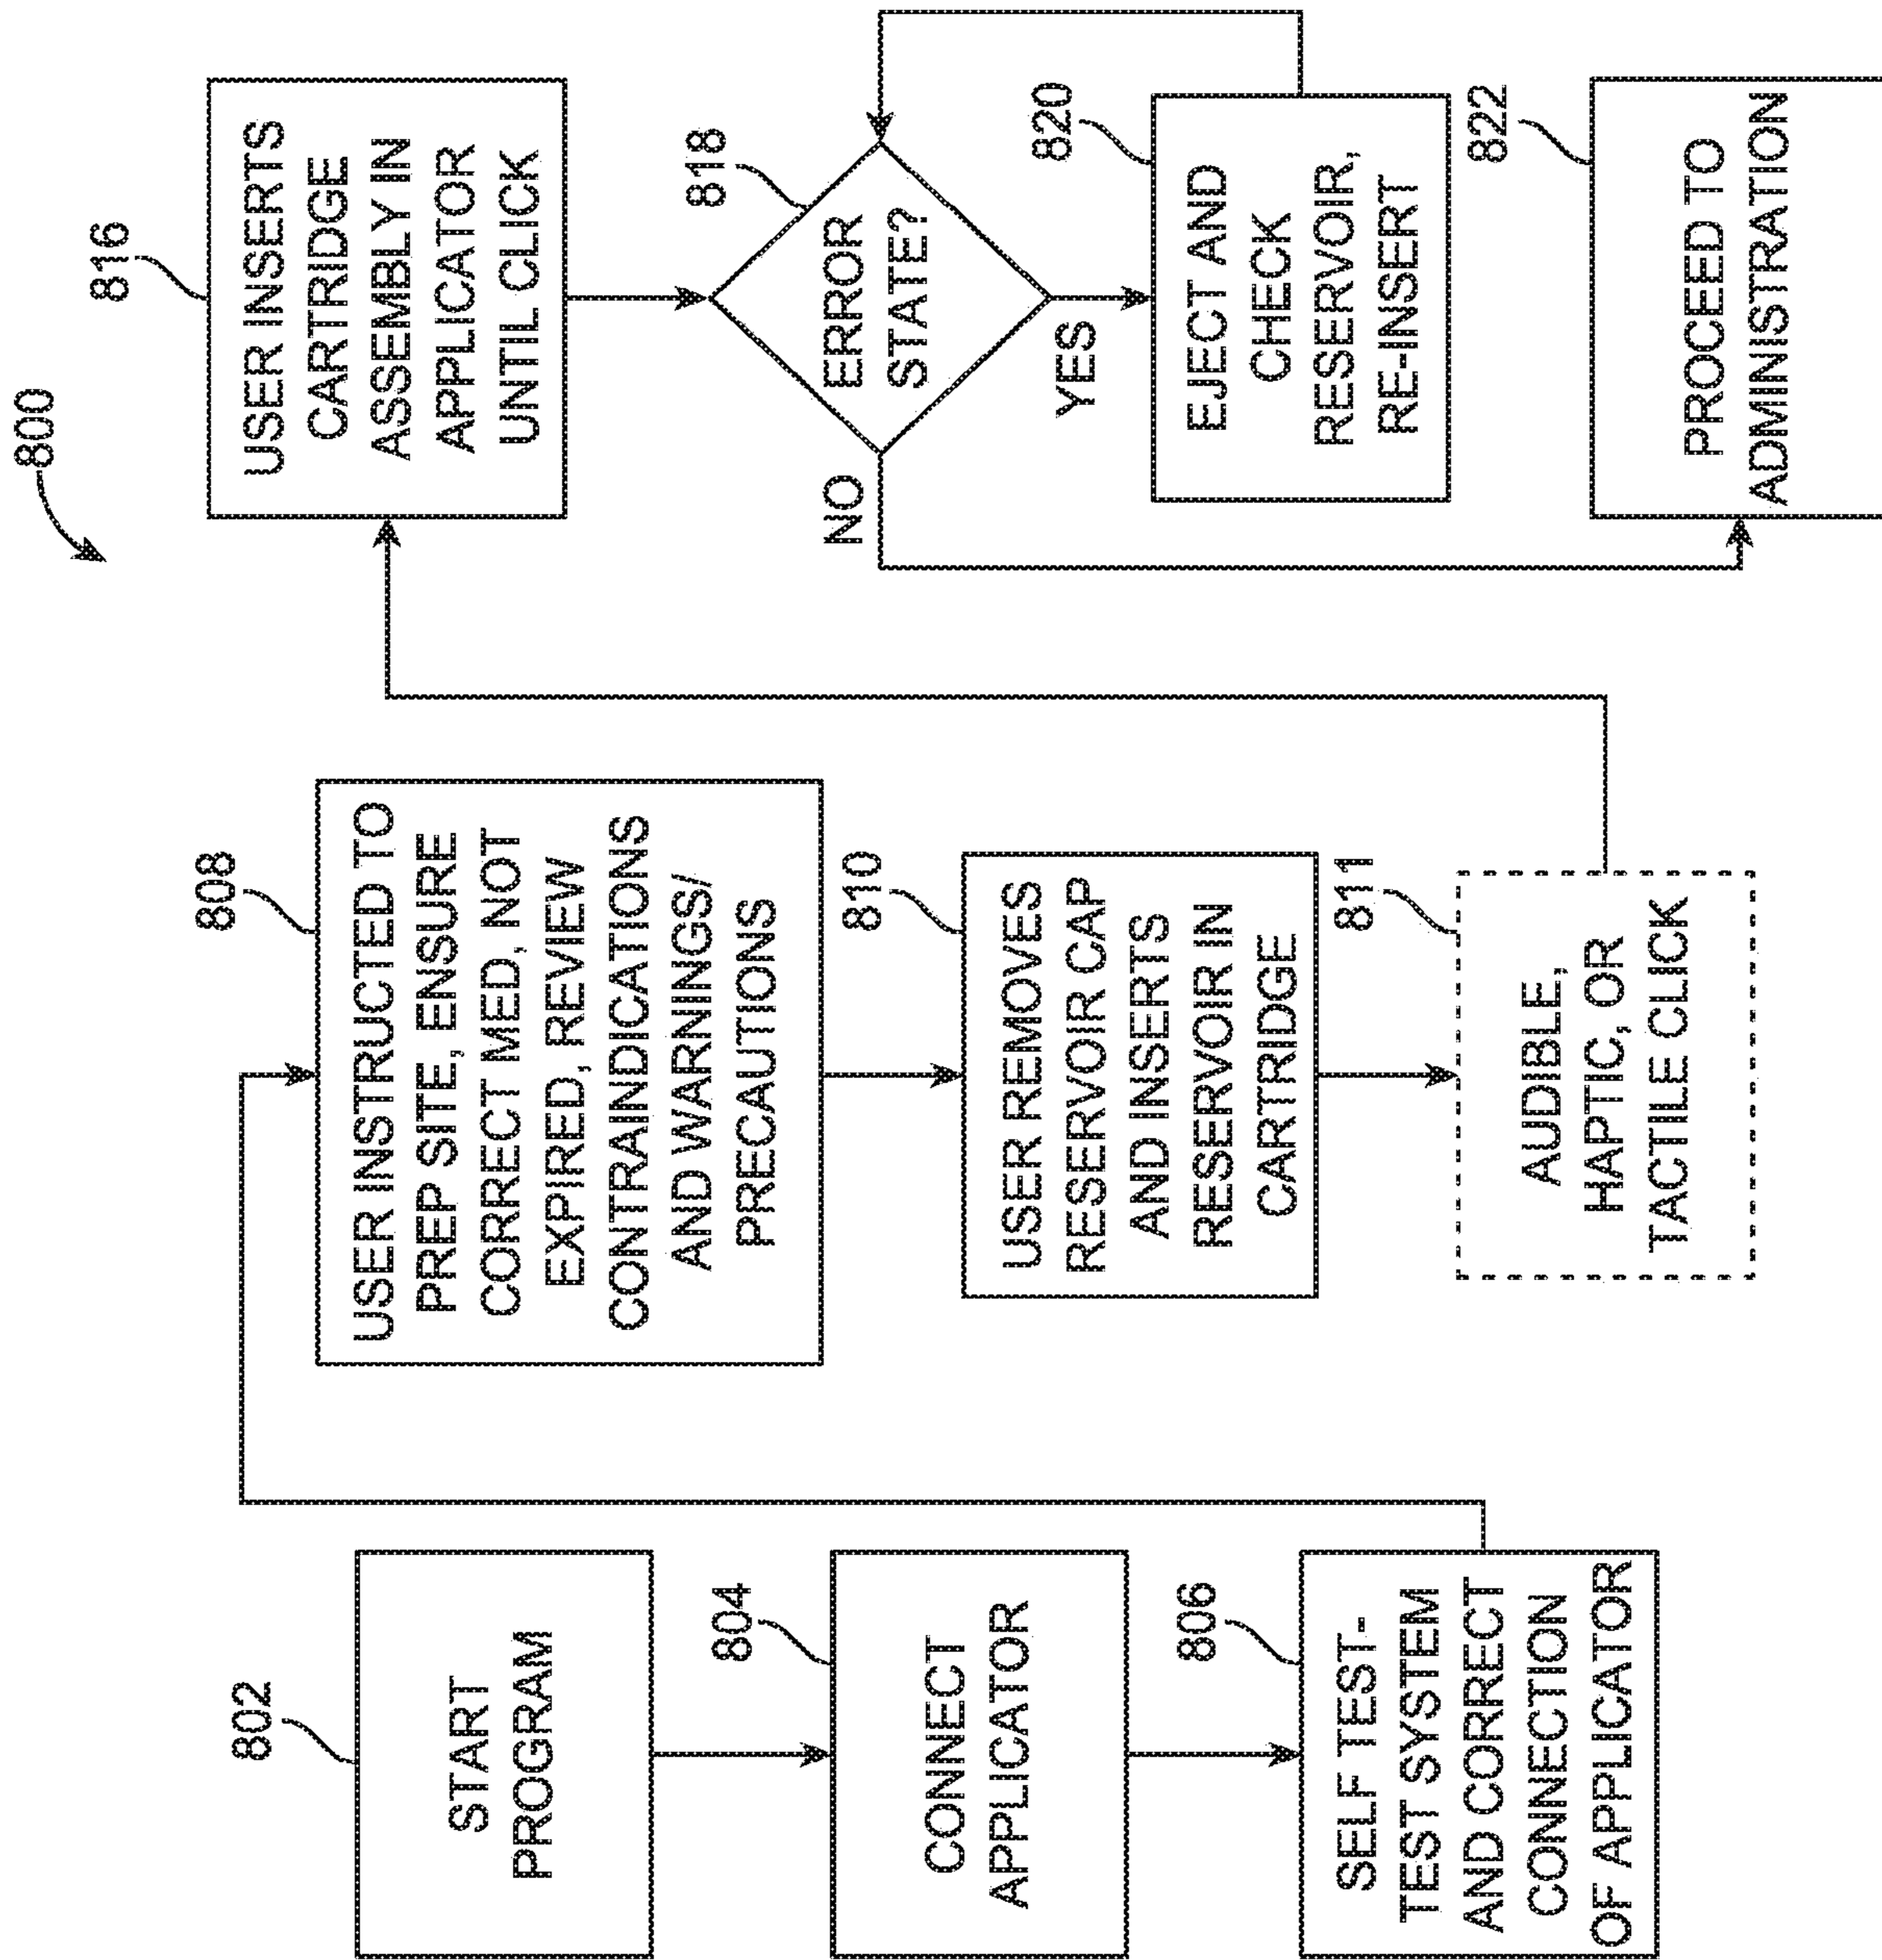 800
802
START
PROGRAM
804
CONNECT
APPLICATOR
806
SELF TEST-
TEST SYSTEM
AND CORRECT
CONNECTION
OF APPLICATOR
808
USER INSTRUCTED TO
PREP SITE, ENSURE
CORRECT MED, NOT
EXPIRED, REVIEW
CONTRAINDICATIONS
AND WARNINGS/
PRECAUTIONS
810
USER REMOVES
RESERVOIR CAP
AND INSERTS
RESERVOIR IN
CARTRIDGE
811
AUDIBLE,
HAPTIC, OR
TACTILE CLICK
816
USER INSERTS
CARTRIDGE
ASSEMBLY IN
APPLICATOR
UNTIL CLICK
818
ERROR
STATE?
NO
YES
820
EJECT AND
CHECK
RESERVOIR,
RE-INSERT
822
PROCEED TO
ADMINISTRATION